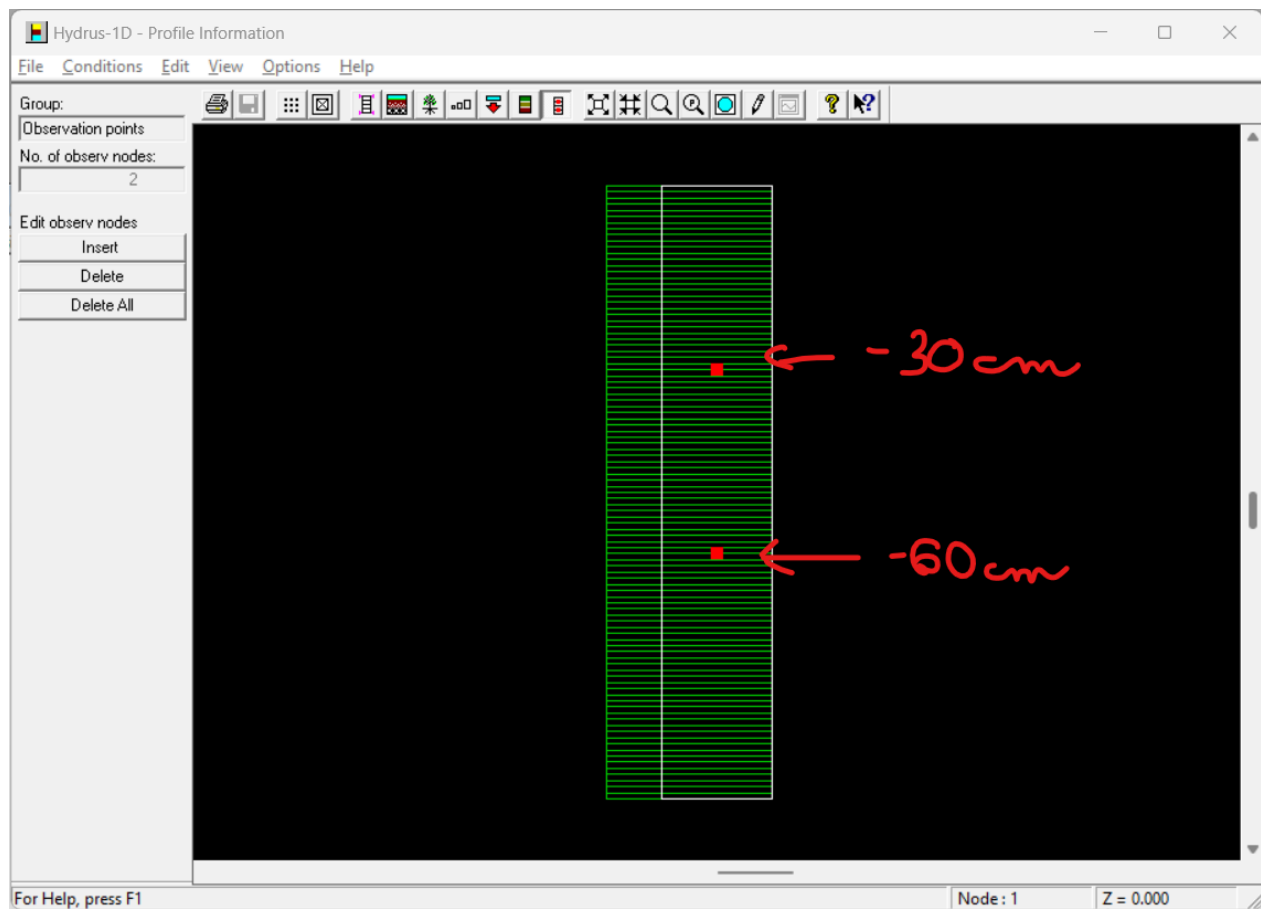 Hydrus-1D - Profile Information
File Conditions Edit View Options Help
Group:
Observation points
No. of observ nodes:
2
Edit observ nodes
Insert
Delete
Delete All
-30cm
-60cm
For Help, press F1
Node : 1
Z = 0.000